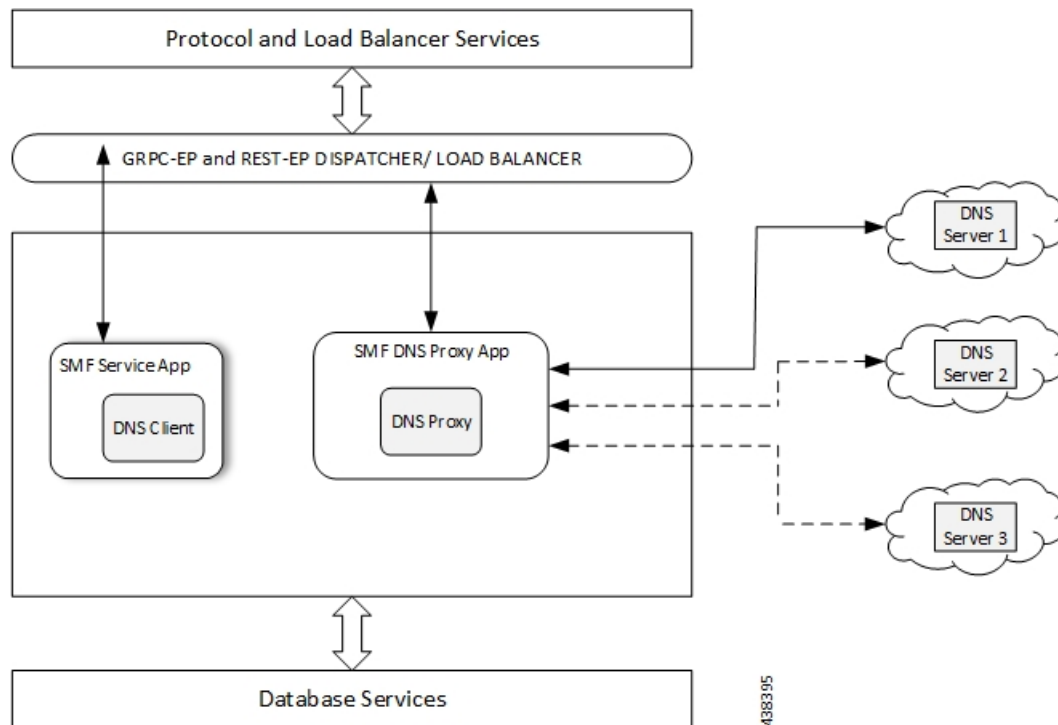 Protocol and Load Balancer Services
GRPC-EP and REST-EP DISPATCHER/ LOAD BALANCER
DNS
Server 1
SMF Service App
DNS Client
SMF DNS Proxy App
DNS Proxy
DNS
Server 2
DNS
Server 3
Database Services
438395